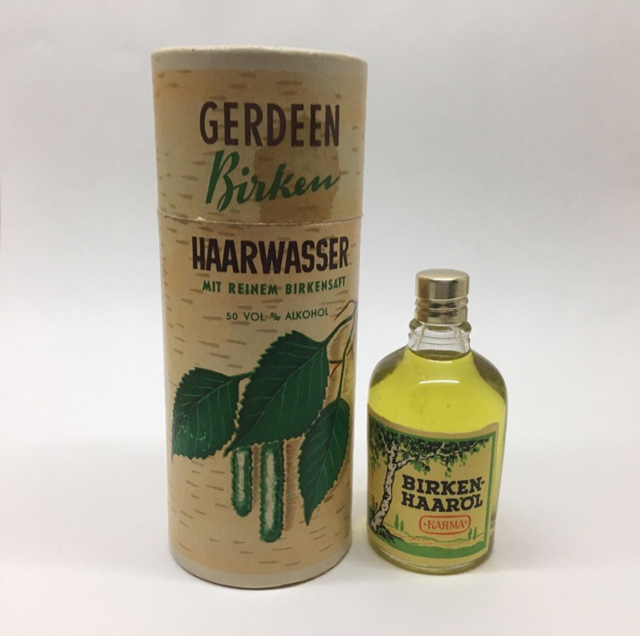 GERDEEN
Birken
HAARWASSER
MIT REINEM BIRKENSAFT
50 VOL. % ALKOHOL
BIRKEN-
HAARÖL
KARMA